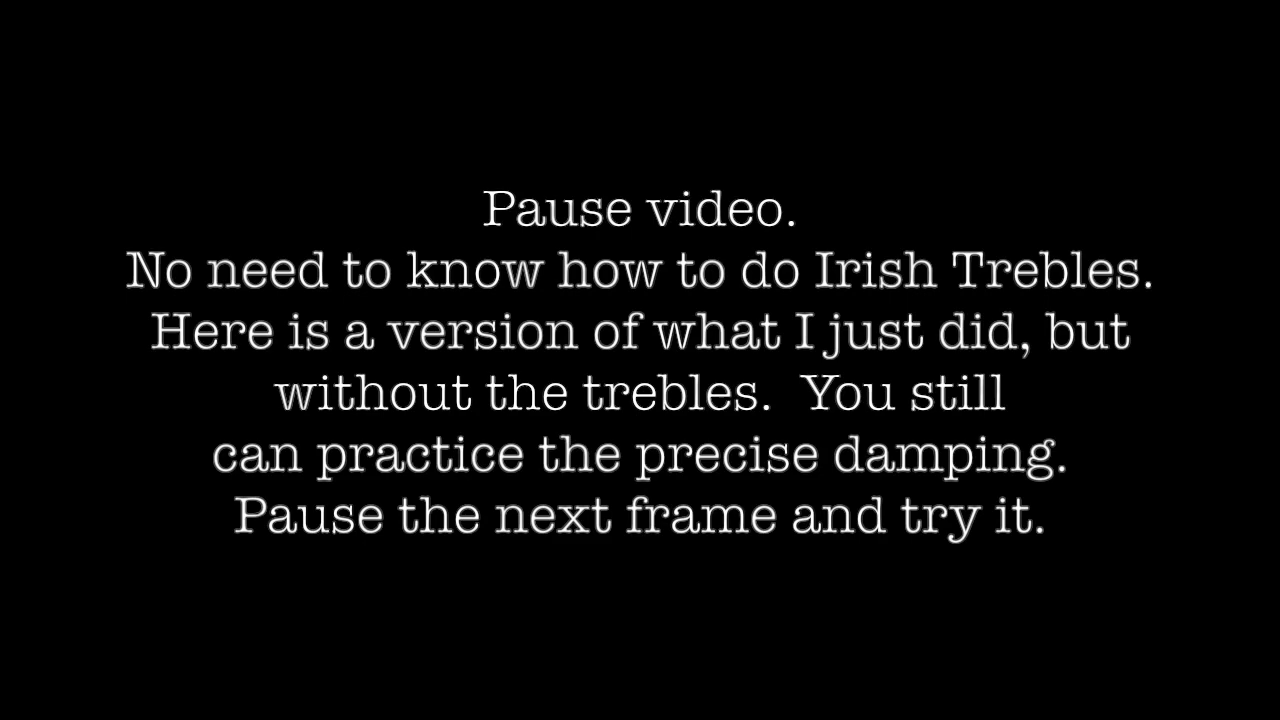 Pause video.
No need to know how to do Irish Trebles.
Here is a version of what I just did, but
without the trebles.  You still
can practice the precise damping.
Pause the next frame and try it.